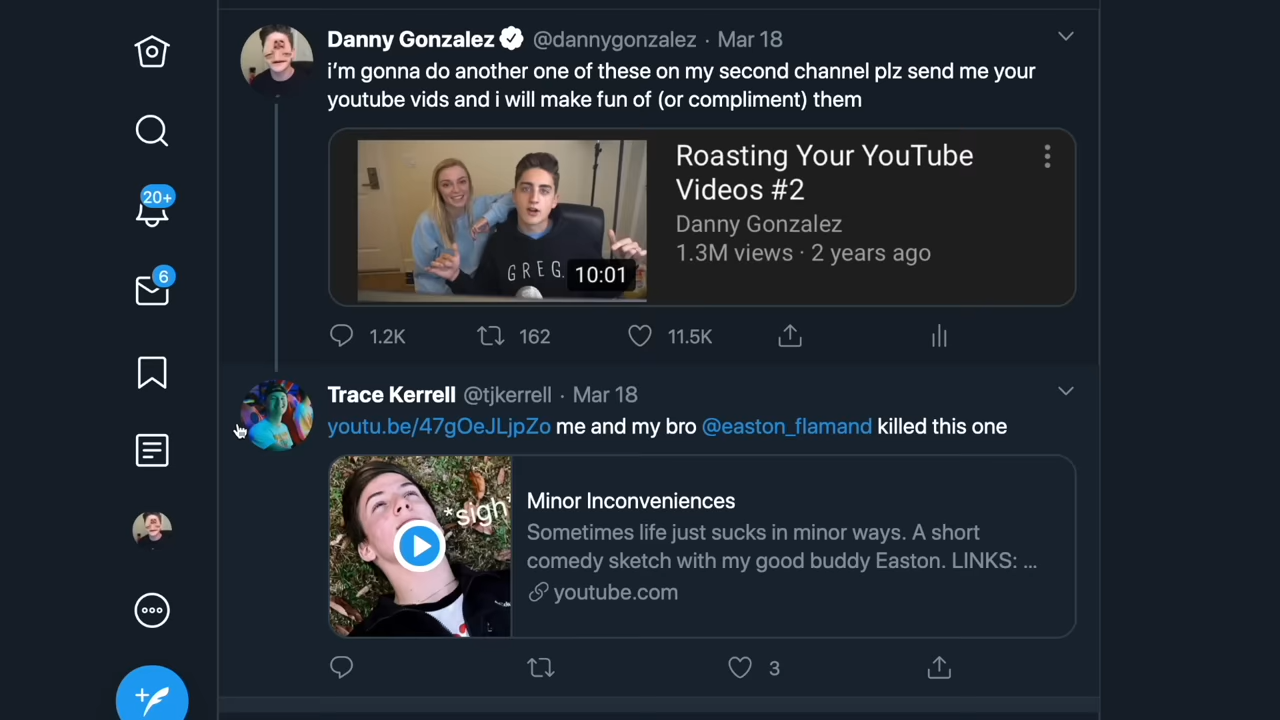 Danny Gonzalez @dannygonzalez · Mar 18
i'm gonna do another one of these on my second channel plz send me your
youtube vids and i will make fun of (or compliment) them
Roasting Your YouTube
Videos #2
Danny Gonzalez
1.3M views · 2 years ago
GREG.
10:01
1.2K 162 11.5K
20+
6
Trace Kerrell @tjkerrell · Mar 18
youtu.be/47gOeJLjpZo me and my bro @easton_flamand killed this one
*sigh*
Minor Inconveniences
Sometimes life just sucks in minor ways. A short
comedy sketch with my good buddy Easton. LINKS: ...
youtube.com
3